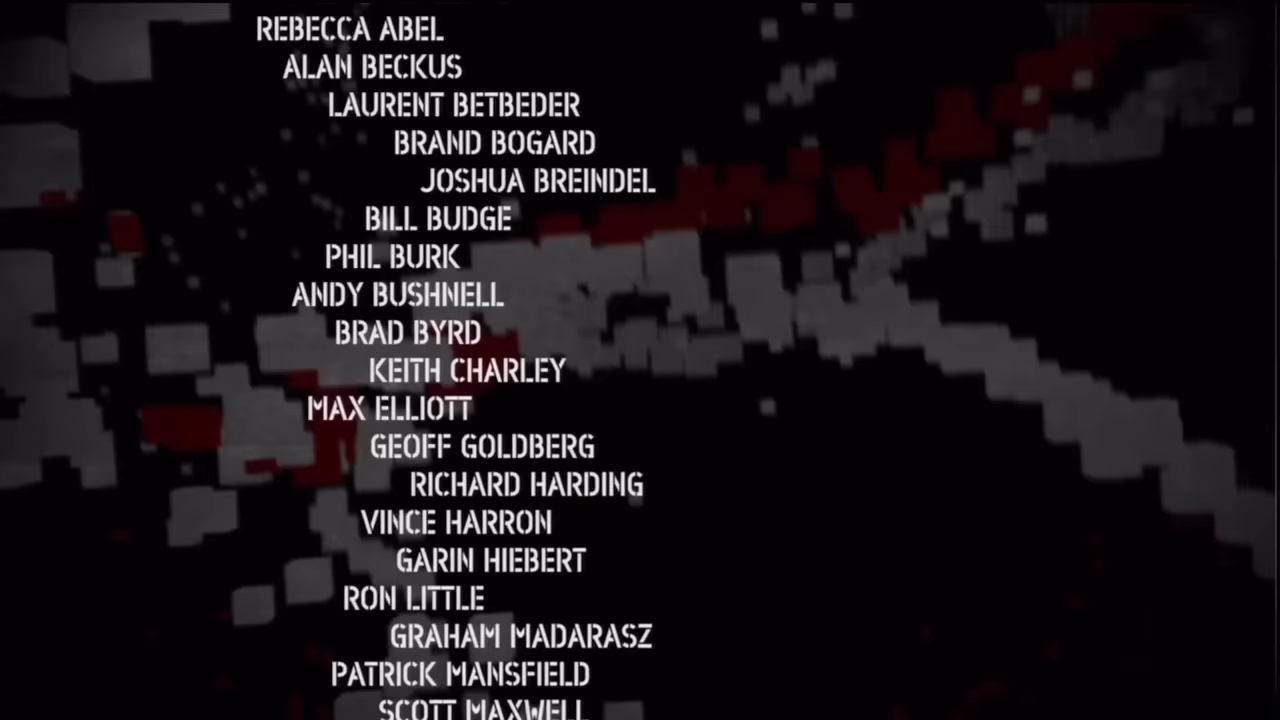 REBECCA ABEL
ALAN BECKUS
LAURENT BETBEDER
BRAND BOGARD
JOSHUA BREINDEL
BILL BUDGE
PHIL BURK
ANDY BUSHNELL
BRAD BYRD
KEITH CHARLEY
MAX ELLIOTT
GEOFF GOLDBERG
RICHARD HARDING
VINCE HARRON
GARIN HIEBERT
RON LITTLE
GRAHAM MADARASZ
PATRICK MANSFIELD
SCOTT MAXWELL